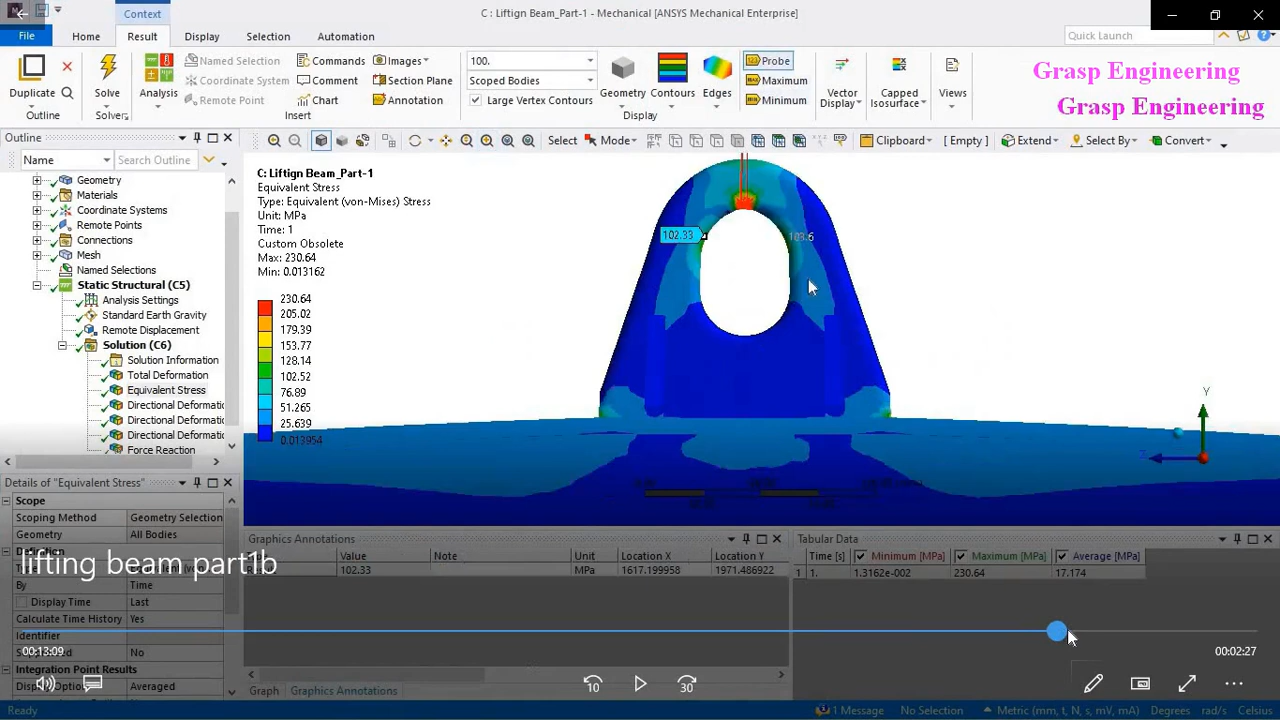 Context
C : Liftign Beam_Part-1 - Mechanical [ANSYS Mechanical Enterprise]
File Home Result Display Selection Automation
Quick Launch
Duplicate
Outline
Solve
Solvers
Analysis
Named Selection
Coordinate System
Remote Point
Commands
Comment
Chart
Images
Section Plane
Annotation
Insert
100.
Scoped Bodies
Large Vertex Contours
Geometry
Contours
Edges
Probe
Maximum
Minimum
Display
Vector Display
Capped Isosurface
Views
Grasp Engineering
Grasp Engineering
Outline
Name Search Outline
Select Mode Clipboard [ Empty ] Extend Select By Convert
Geometry
Materials
Coordinate Systems
Remote Points
Connections
Mesh
Named Selections
Static Structural (C5)
Analysis Settings
Standard Earth Gravity
Remote Displacement
Solution (C6)
Solution Information
Total Deformation
Equivalent Stress
Directional Deformatio
Directional Deformatio
Directional Deformatio
Force Reaction
C: Liftign Beam_Part-1
Equivalent Stress
Type: Equivalent (von-Mises) Stress
Unit: MPa
Time: 1
Custom Obsolete
Max: 230.64
Min: 0.013162
230.64
205.02
179.39
153.77
128.14
102.52
76.89
51.265
25.639
0.013954
102.33
103.6
Y
Z
Details of "Equivalent Stress"
Scope
Scoping Method Geometry Selection
Geometry All Bodies
Definition
By Time
Display Time Last
Calculate Time History Yes
Identifier
No
Integration Point Results
Averaged
lifting beam part1b
Graphics Annotations
Value Note Unit Location X Location Y
102.33 MPa 1617.199958 1971.486922
Tabular Data
Time [s] Minimum [MPa] Maximum [MPa] Average [MPa]
1 1. 1.3162e-002 230.64 17.174
00:13:09
00:02:27
10
30
Graph Graphics Annotations
Ready
1 Message No Selection Metric (mm, t, N, s, mV, mA) Degrees rad/s Celsius